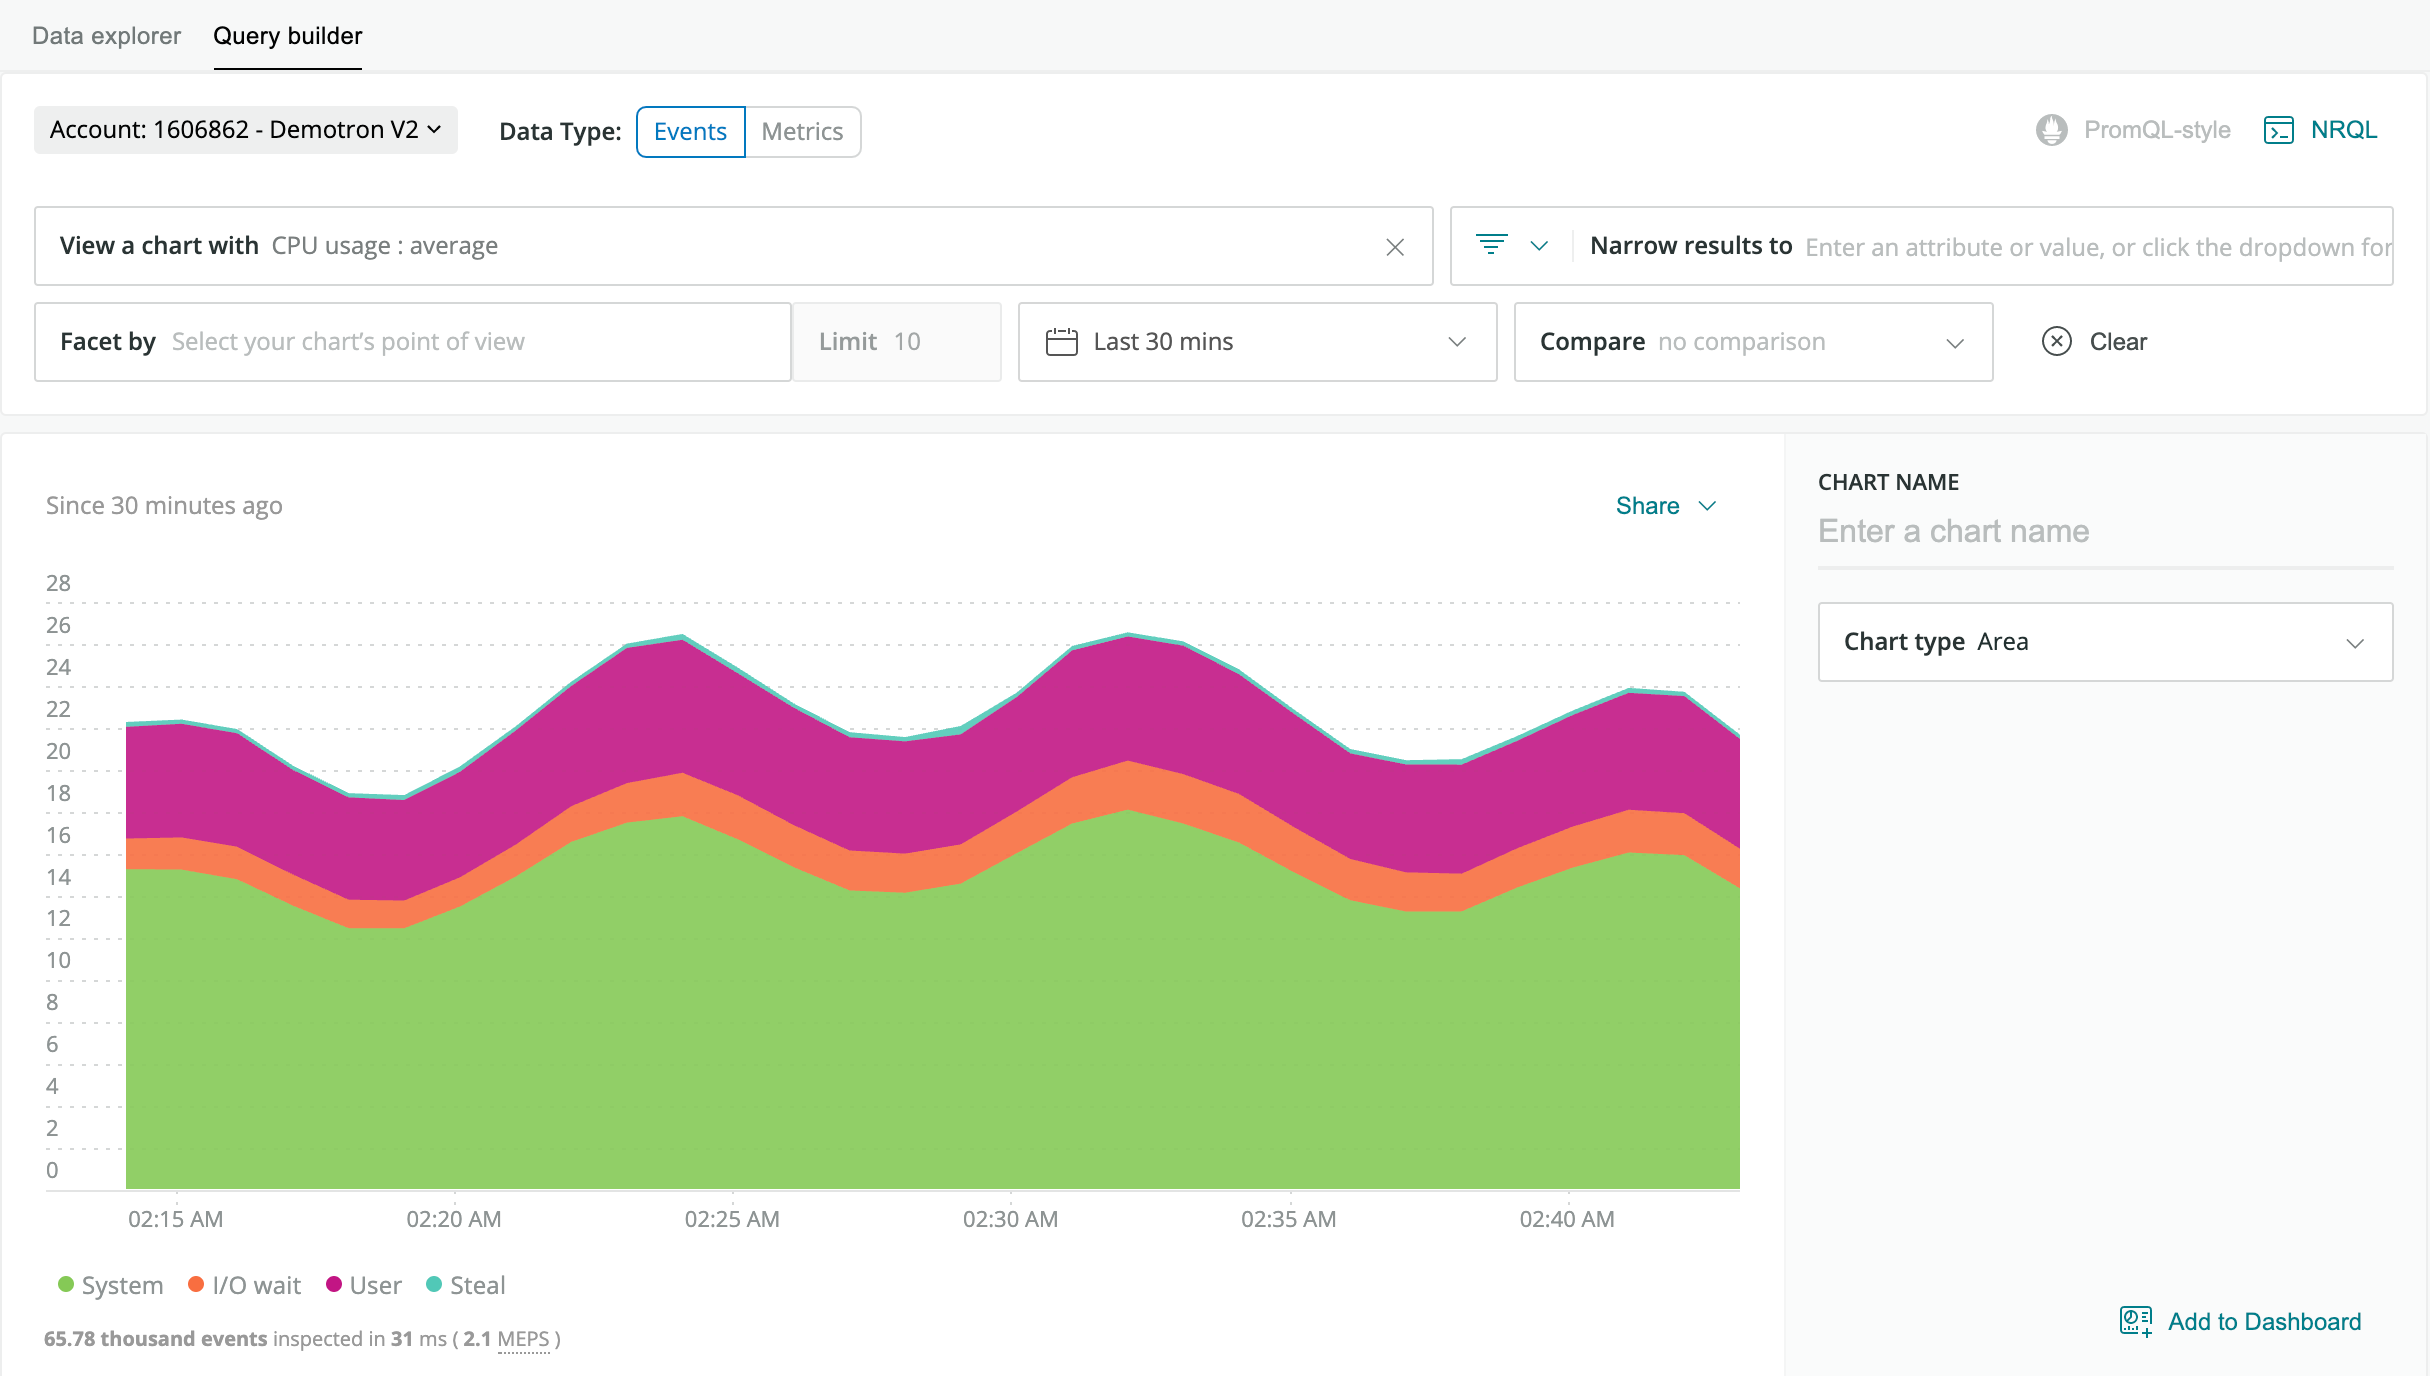 Data explorer Query builder
Account: 1606862 - Demotron V2 Data Type: Events Metrics PromQL-style NRQL
View a chart with CPU usage : average Narrow results to Enter an attribute or value, or click the dropdown for
Facet by Select your chart's point of view Limit 10 Last 30 mins Compare no comparison Clear
Since 30 minutes ago Share
28
26
24
22
20
18
16
14
12
10
8
6
4
2
0
02:15 AM 02:20 AM 02:25 AM 02:30 AM 02:35 AM 02:40 AM
System I/O wait User Steal
65.78 thousand events inspected in 31 ms ( 2.1 MEPS )
CHART NAME
Enter a chart name
Chart type Area
Add to Dashboard